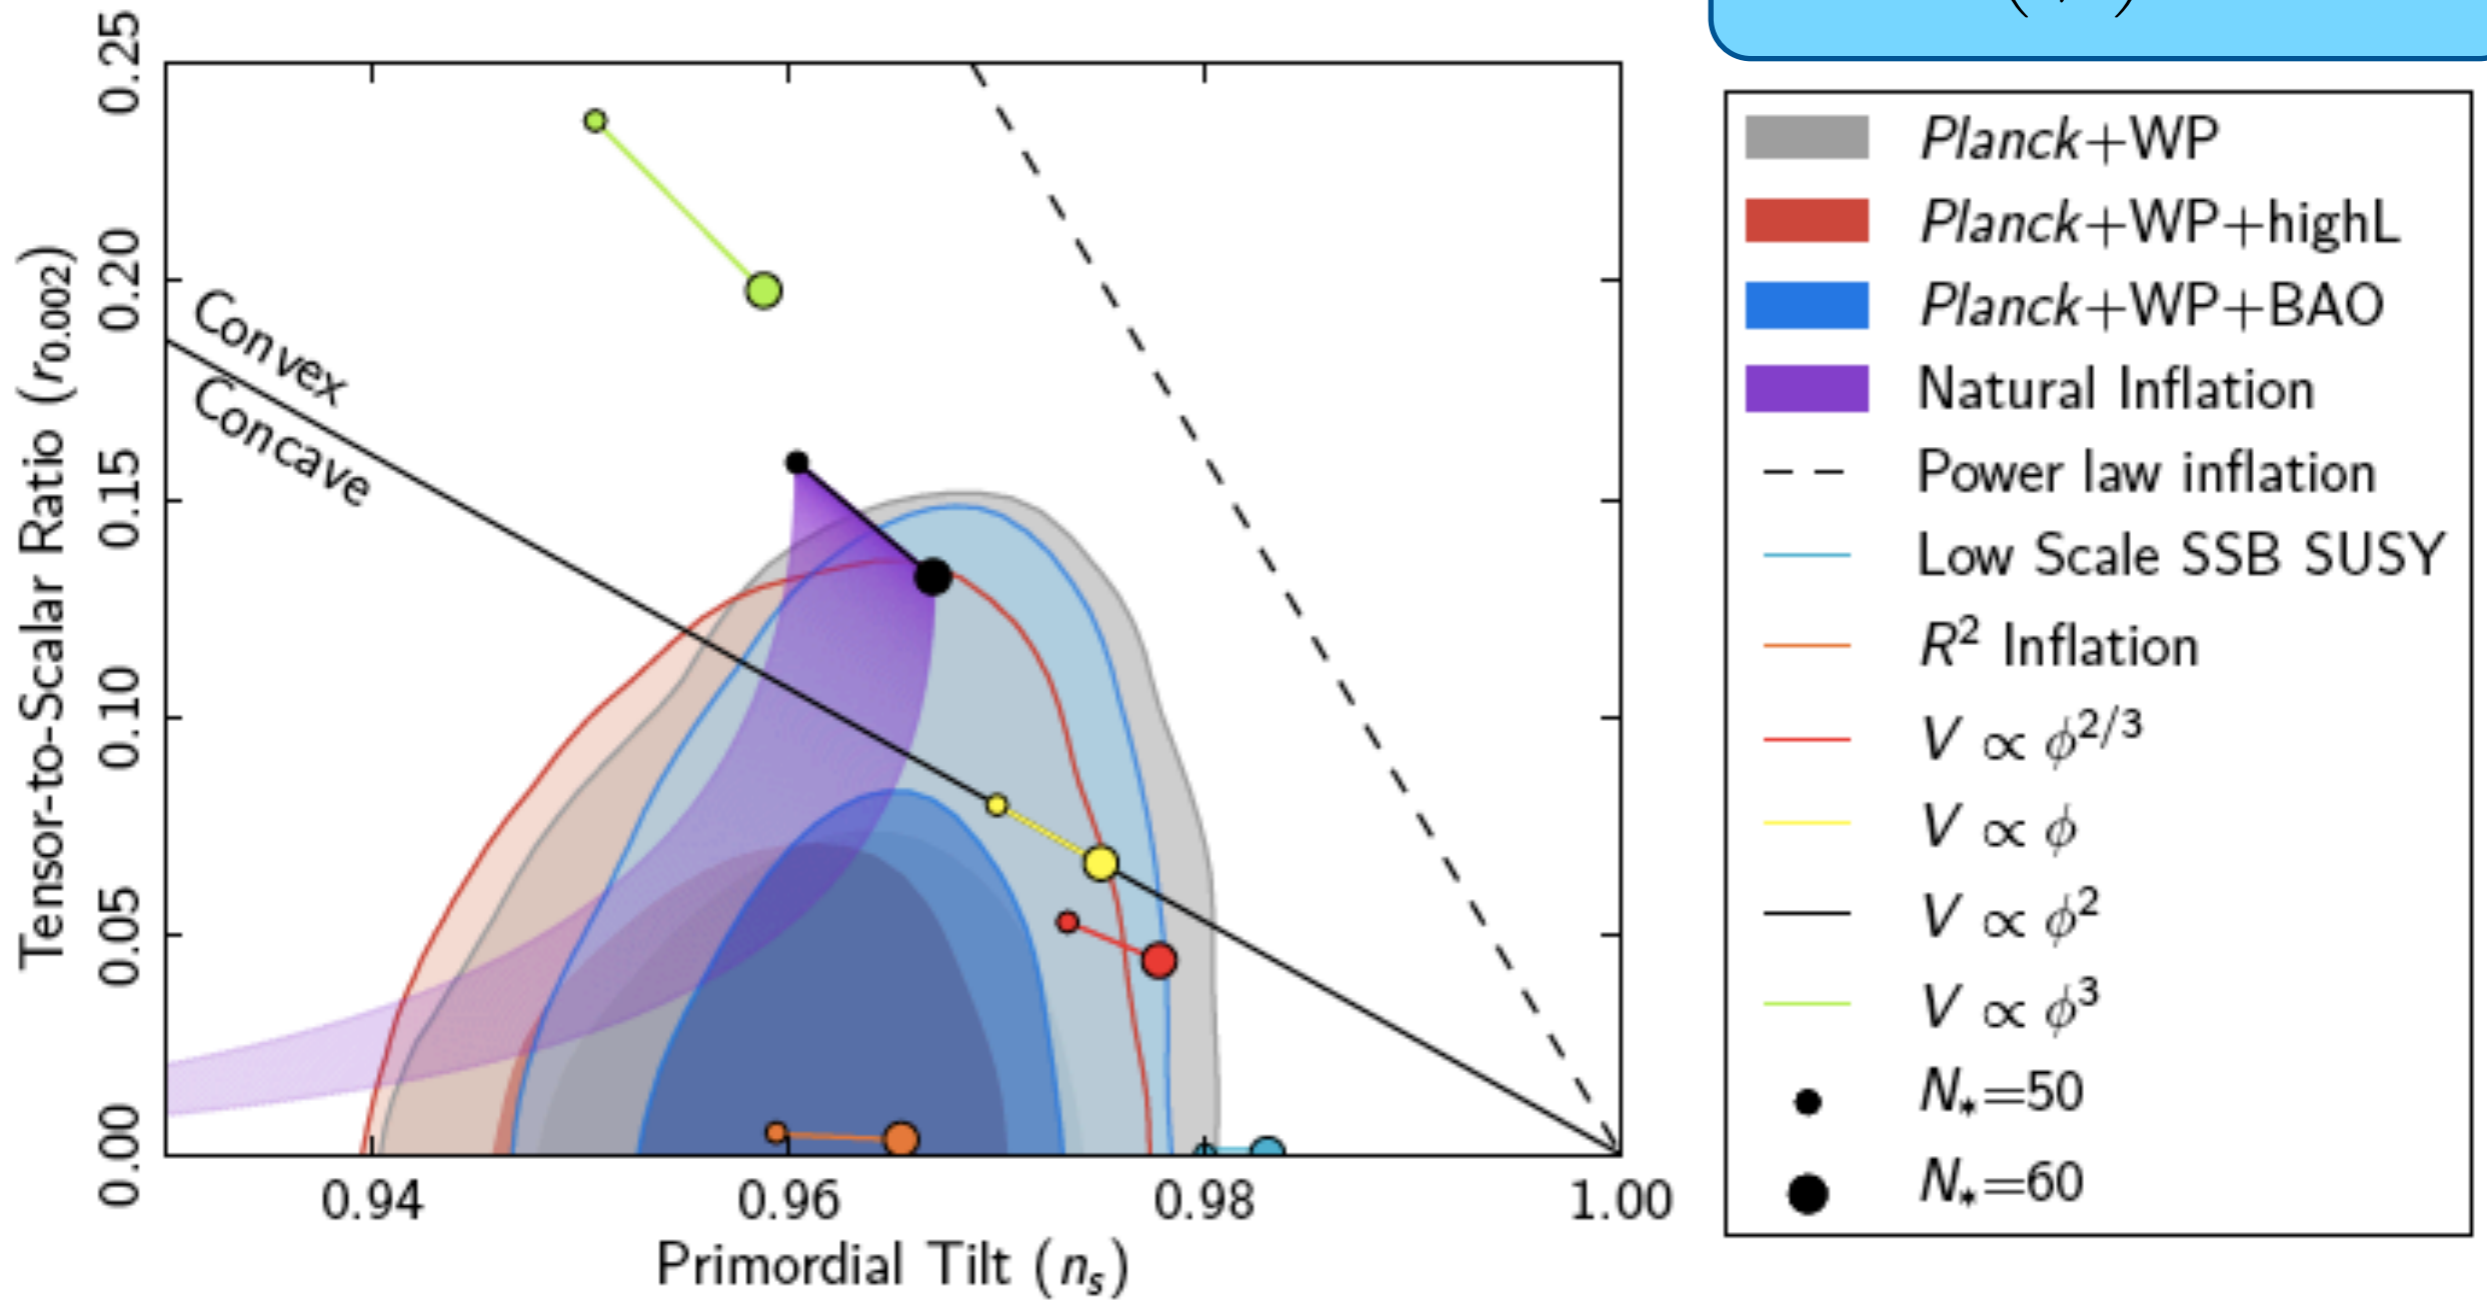 0.25
0.20
0.15
0.10
0.05
0.00
Tensor-to-Scalar Ratio (r₀.₀₀₂)
Convex
Concave
0.94
0.96
0.98
1.00
Primordial Tilt (nₛ)
Planck+WP
Planck+WP+highL
Planck+WP+BAO
Natural Inflation
Power law inflation
Low Scale SSB SUSY
R² Inflation
V ∝ ϕ²ᐟ³
V ∝ ϕ
V ∝ ϕ²
V ∝ ϕ³
N*=50
N*=60